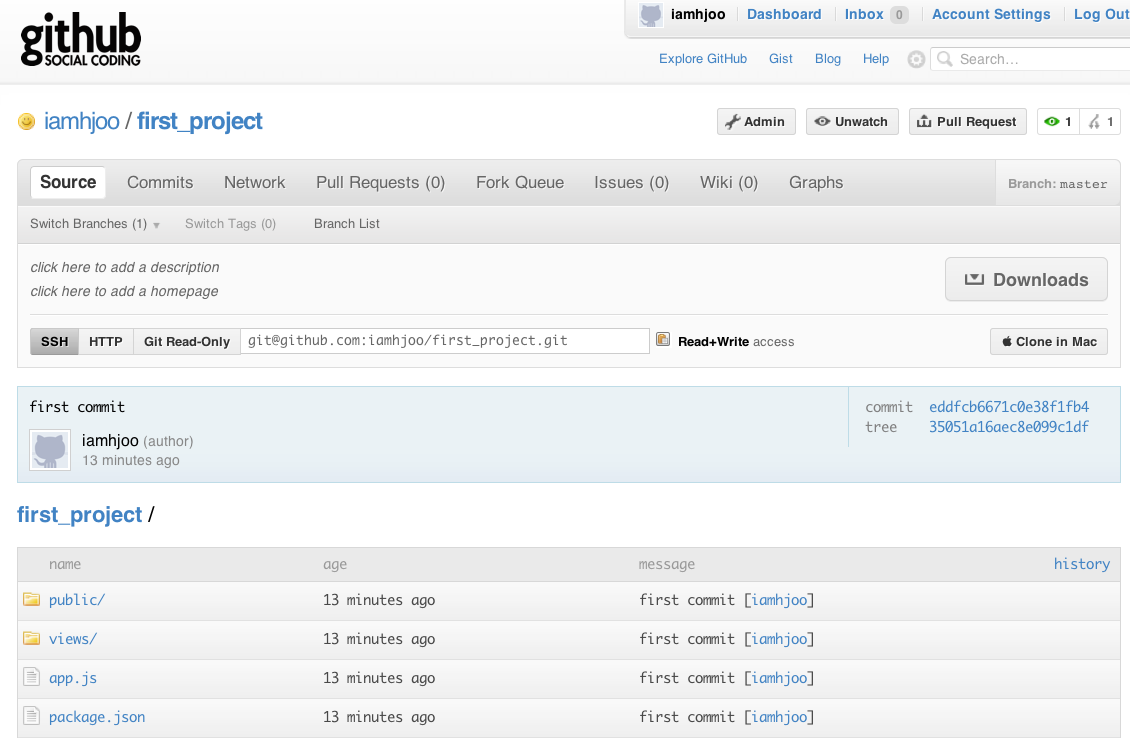 github
SOCIAL CODING
iamhjoo Dashboard Inbox 0 Account Settings Log Out
Explore GitHub Gist Blog Help Search...
iamhjoo / first_project
Admin Unwatch Pull Request 1 1
Source Commits Network Pull Requests (0) Fork Queue Issues (0) Wiki (0) Graphs Branch: master
Switch Branches (1) Switch Tags (0) Branch List
click here to add a description
click here to add a homepage
Downloads
SSH HTTP Git Read-Only git@github.com:iamhjoo/first_project.git Read+Write access Clone in Mac
first commit
iamhjoo (author)
13 minutes ago
commit eddfcb6671c0e38f1fb4
tree 35051a16aec8e099c1df
first_project /
name age message history
public/ 13 minutes ago first commit [iamhjoo]
views/ 13 minutes ago first commit [iamhjoo]
app.js 13 minutes ago first commit [iamhjoo]
package.json 13 minutes ago first commit [iamhjoo]